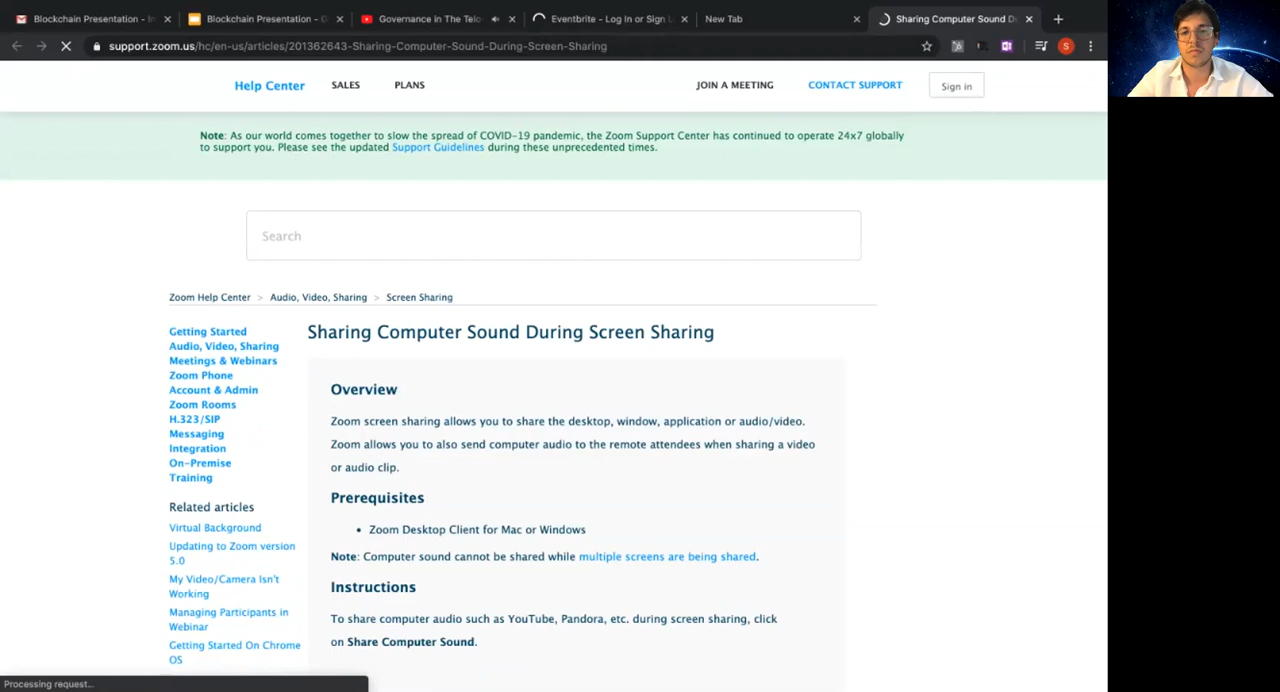 Blockchain Presentation - In
Blockchain Presentation - G
Governance in The Telo
Eventbrite - Log In or Sign
New Tab
Sharing Computer Sound D
support.zoom.us/hc/en-us/articles/201362643-Sharing-Computer-Sound-During-Screen-Sharing
S
Help Center SALES PLANS JOIN A MEETING CONTACT SUPPORT Sign in
Note: As our world comes together to slow the spread of COVID-19 pandemic, the Zoom Support Center has continued to operate 24x7 globally
to support you. Please see the updated Support Guidelines during these unprecedented times.
Search
Zoom Help Center > Audio, Video, Sharing > Screen Sharing
Getting Started
Audio, Video, Sharing
Meetings & Webinars
Zoom Phone
Account & Admin
Zoom Rooms
H.323/SIP
Messaging
Integration
On-Premise
Training
Related articles
Virtual Background
Updating to Zoom version
5.0
My Video/Camera Isn't
Working
Managing Participants in
Webinar
Getting Started On Chrome
OS
Sharing Computer Sound During Screen Sharing
Overview
Zoom screen sharing allows you to share the desktop, window, application or audio/video.
Zoom allows you to also send computer audio to the remote attendees when sharing a video
or audio clip.
Prerequisites
• Zoom Desktop Client for Mac or Windows
Note: Computer sound cannot be shared while multiple screens are being shared.
Instructions
To share computer audio such as YouTube, Pandora, etc. during screen sharing, click
on Share Computer Sound.
Processing request...